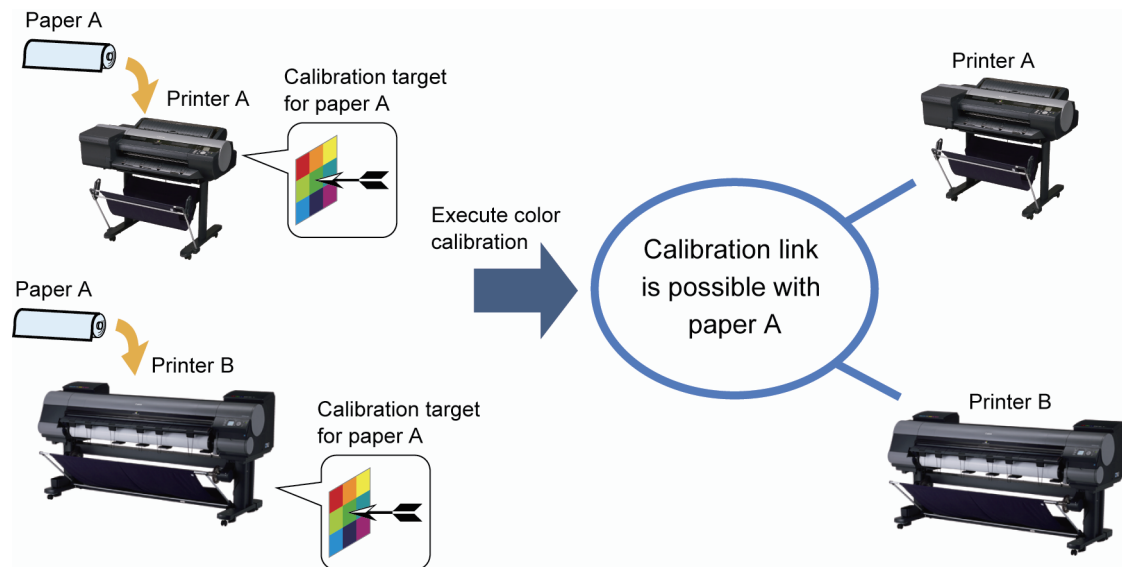 Paper A
Printer A
Calibration target
for paper A
Paper A
Printer B
Calibration target
for paper A
Execute color
calibration
Calibration link
is possible with
paper A
Printer A
Printer B